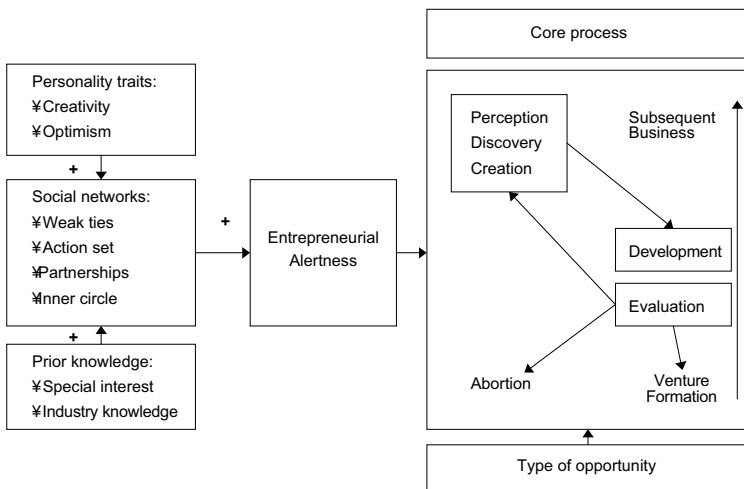 Core process
Personality traits:
¥Creativity
¥Optimism
+
Social networks:
¥Weak ties
¥Action set
¥Partnerships
¥Inner circle
+
Prior knowledge:
¥Special interest
¥Industry knowledge
+
Entrepreneurial
Alertness
Perception
Discovery
Creation
Subsequent
Business
Development
Evaluation
Abortion
Venture
Formation
Type of opportunity